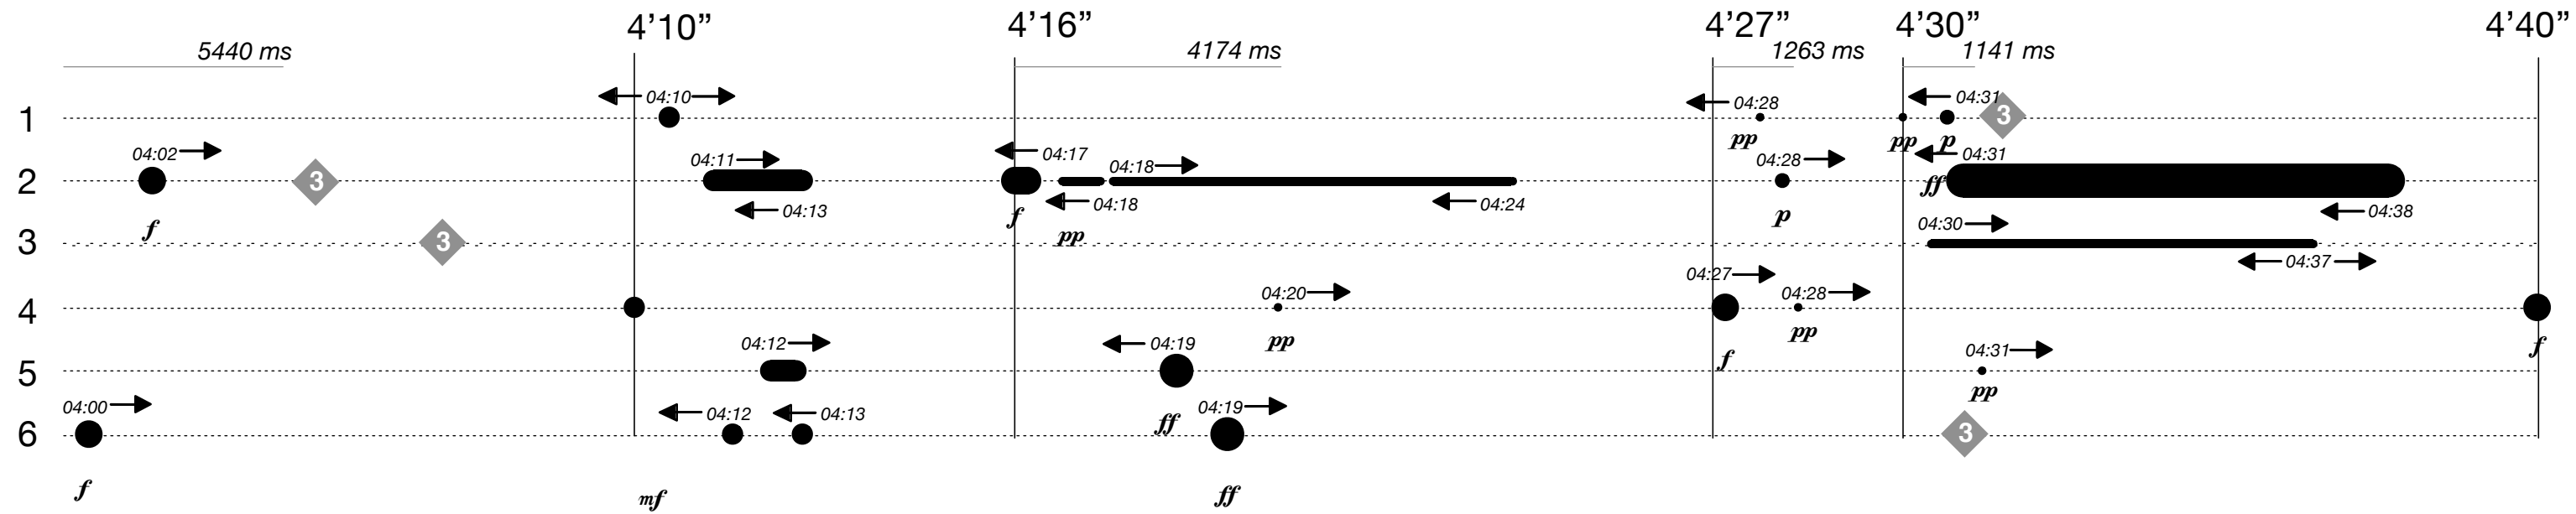 4’10” 4’16” 4’27” 4’30” 4’40”
5440 ms 4174 ms 1263 ms 1141 ms
04:10 04:28 04:31
1 3
pp pp p
04:02 04:11 04:17 04:18 04:28 04:31
2 3 ff
04:13 04:18 04:24 04:38
f f pp p
04:30
3 3
04:37
04:27
04:20 04:28
4
pp pp
04:12 04:19 f f
04:31
5
pp
04:00 04:12 04:13 ff 04:19
6 3
f mf ff